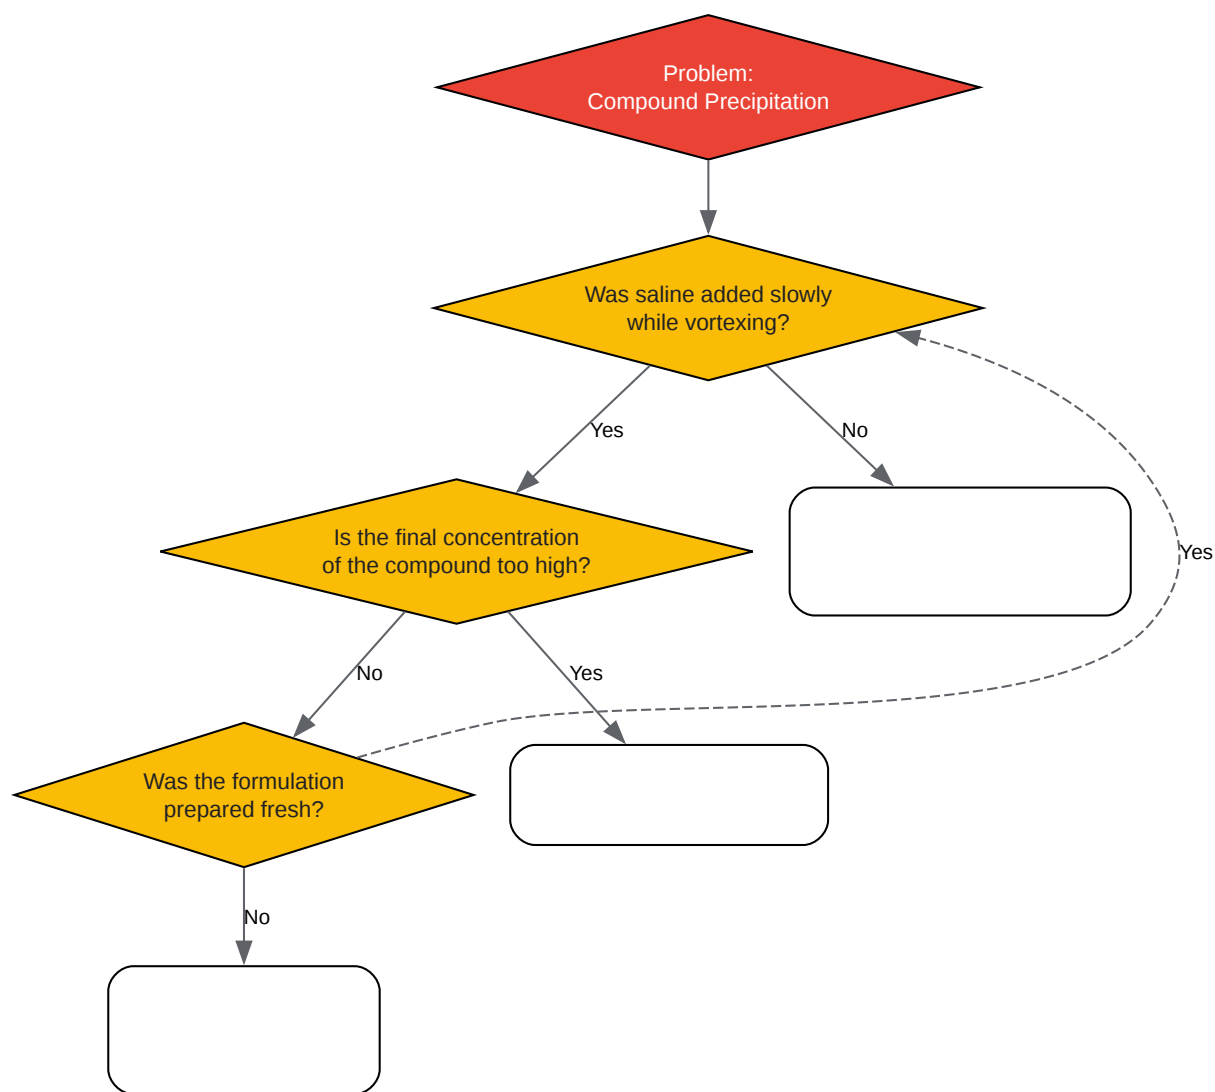 Problem:
Compound Precipitation
Was saline added slowly
while vortexing?
Yes
No
Is the final concentration
of the compound too high?
Yes
No
Yes
Was the formulation
prepared fresh?
No